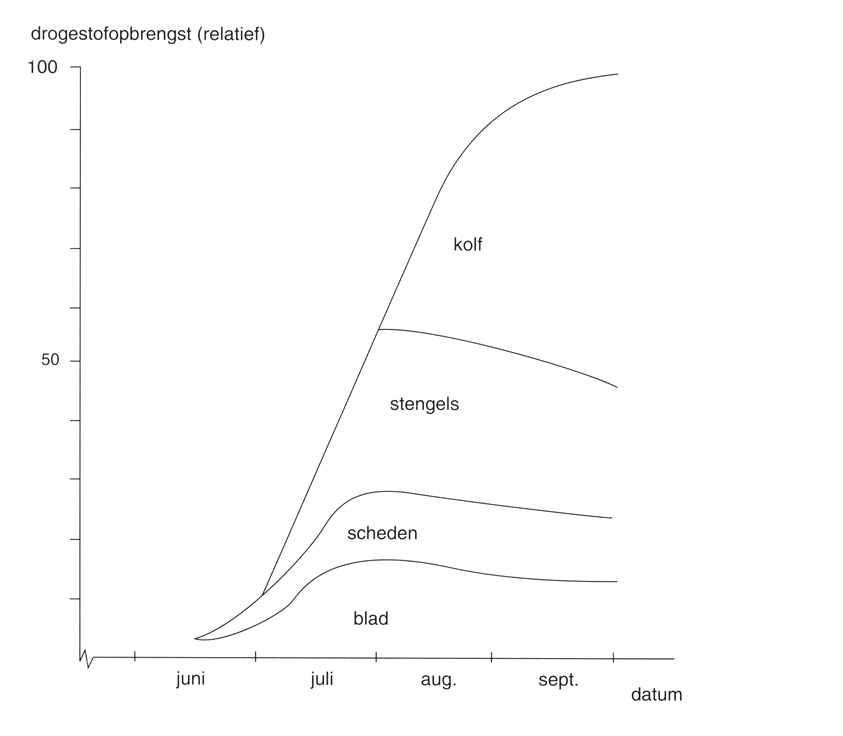 drogestofopbrengst (relatief)
100
kolf
50
stengels
scheden
blad
juni juli aug. sept.
datum